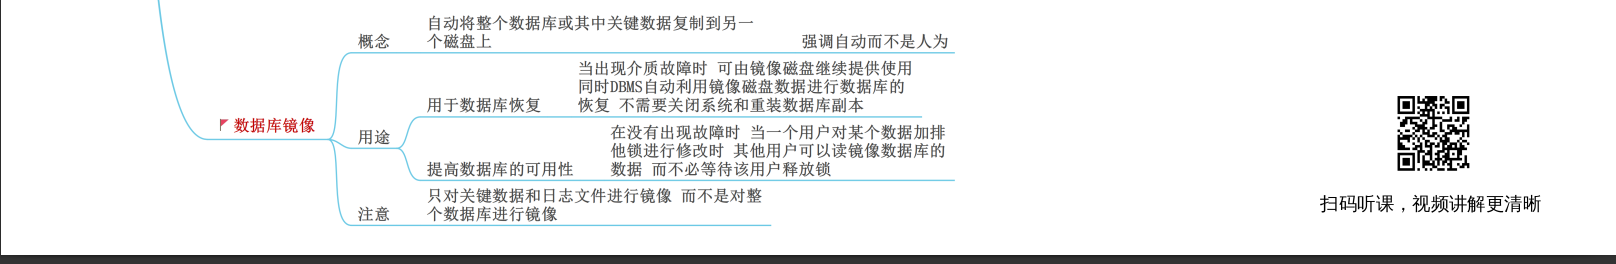 自动将整个数据库或其中关键数据复制到另一
个磁盘上
概念
强调自动而不是人为
当出现介质故障时 可由镜像磁盘继续提供使用
同时DBMS自动利用镜像磁盘数据进行数据库的
恢复 不需要关闭系统和重装数据库副本
用于数据库恢复
数据库镜像
用途
在没有出现故障时 当一个用户对某个数据加排
他锁进行修改时 其他用户可以读镜像数据库的
数据 而不必等待该用户释放锁
提高数据库的可用性
只对关键数据和日志文件进行镜像 而不是对整
个数据库进行镜像
注意
扫码听课，视频讲解更清晰